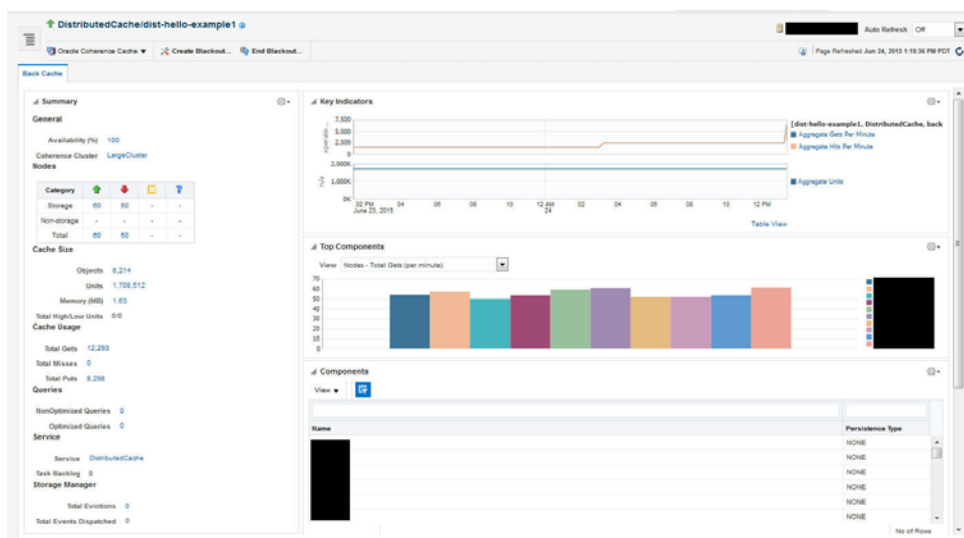 DistributedCache/dist-hello-example1
Auto Refresh Off
Oracle Coherence Cache Create Blackout... End Blackout...
Page Refreshed Jun 24, 2015 1:19:36 PM PDT
Back Cache
Summary
General
Availability (%) 100
Coherence Cluster LargeCluster
Nodes
Category
Storage 60 50 - -
Non-storage - - - -
Total 60 50 - -
Cache Size
Objects 8,214
Units 1,708,512
Memory (MB) 1.63
Total High/Low Units 0/0
Cache Usage
Total Gets 12,293
Total Misses 0
Total Puts 8,298
Queries
NonOptimized Queries 0
Optimized Queries 0
Service
Service DistributedCache
Task Backlog 0
Storage Manager
Total Evictions 0
Total Events Dispatched 0
Key Indicators
operatio...
7,500
5,000
2,500
0
[dist-hello-example1, DistributedCache, back
Aggregate Gets Per Minute
Aggregate Hits Per Minute
n/a
2,000K
1,000K
0K
Aggregate Units
02 PM 04 06 08 10 12 AM 02 04 06 08 10 12 PM
June 23, 2015 24
Table View
Top Components
View Nodes - Total Gets (per minute)
70
60
50
40
30
20
10
0
Components
View
Name Persistence Type
NONE
NONE
NONE
NONE
NONE
NONE
No of Rows